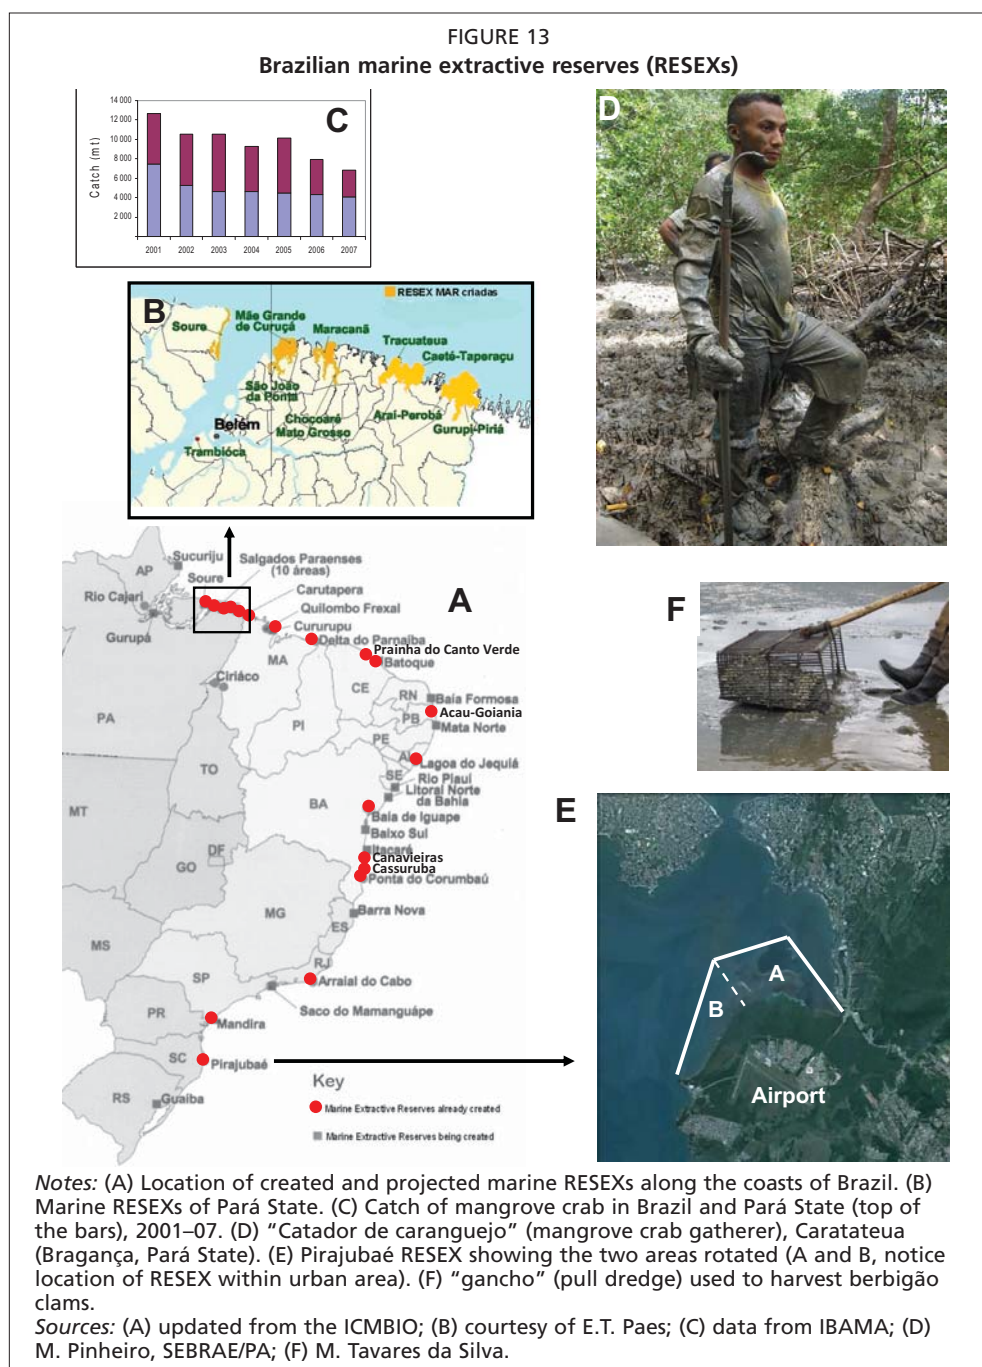 FIGURE 13
Brazilian marine extractive reserves (RESEXs)
C
Catch (mt)
14 000
12 000
10 000
8 000
6 000
4 000
2 000
2001 2002 2003 2004 2005 2006 2007
D
B
RESEX MAR criadas
Soure
Mãe Grande
de Curuçá
Maracanã
Tracuateua
Caeté-Taperaçu
São João
da Ponta
Belém
Chocoaré
Mato Grosso
Araí-Perobá
Gurupi-Piriá
Trambióca
A
AP
Sucuriju
Salgados Paraenses
(10 áreas)
Soure
Rio Cajari
Carutapera
Quilombo Frexal
Gurupá
Cururupu
Delta do Parnaiba
MA
Prainha do Canto Verde
Batoque
Ciriáco
CE
RN
Baía Formosa
Acau-Goiania
PA
PI
PB
Mata Norte
PE
AL
Lagoa do Jequiá
TO
SE
Rio Piauí
Litoral Norte
da Bahia
MT
BA
Baia de Iguape
Baixo Sul
Itacaré
DF
Canavieiras
Cassuruba
GO
Ponta do Corumbaú
MG
Barra Nova
ES
MS
SP
RJ
Arraial do Cabo
Saco do Mamanguápe
PR
Mandira
SC
Pirajubaé
RS
Guaiba
Key
Marine Extractive Reserves already created
Marine Extractive Reserves being created
F
E
A
B
Airport
Notes: (A) Location of created and projected marine RESEXs along the coasts of Brazil. (B)
Marine RESEXs of Pará State. (C) Catch of mangrove crab in Brazil and Pará State (top of
the bars), 2001–07. (D) “Catador de caranguejo” (mangrove crab gatherer), Caratateua
(Bragança, Pará State). (E) Pirajubaé RESEX showing the two areas rotated (A and B, notice
location of RESEX within urban area). (F) “gancho” (pull dredge) used to harvest berbigão
clams.
Sources: (A) updated from the ICMBIO; (B) courtesy of E.T. Paes; (C) data from IBAMA; (D)
M. Pinheiro, SEBRAE/PA; (F) M. Tavares da Silva.